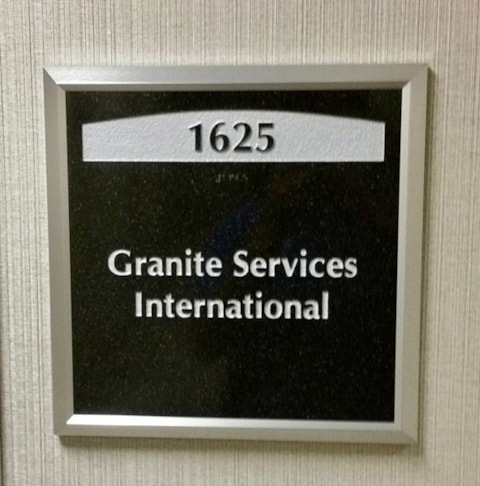 1625
Granite Services
International